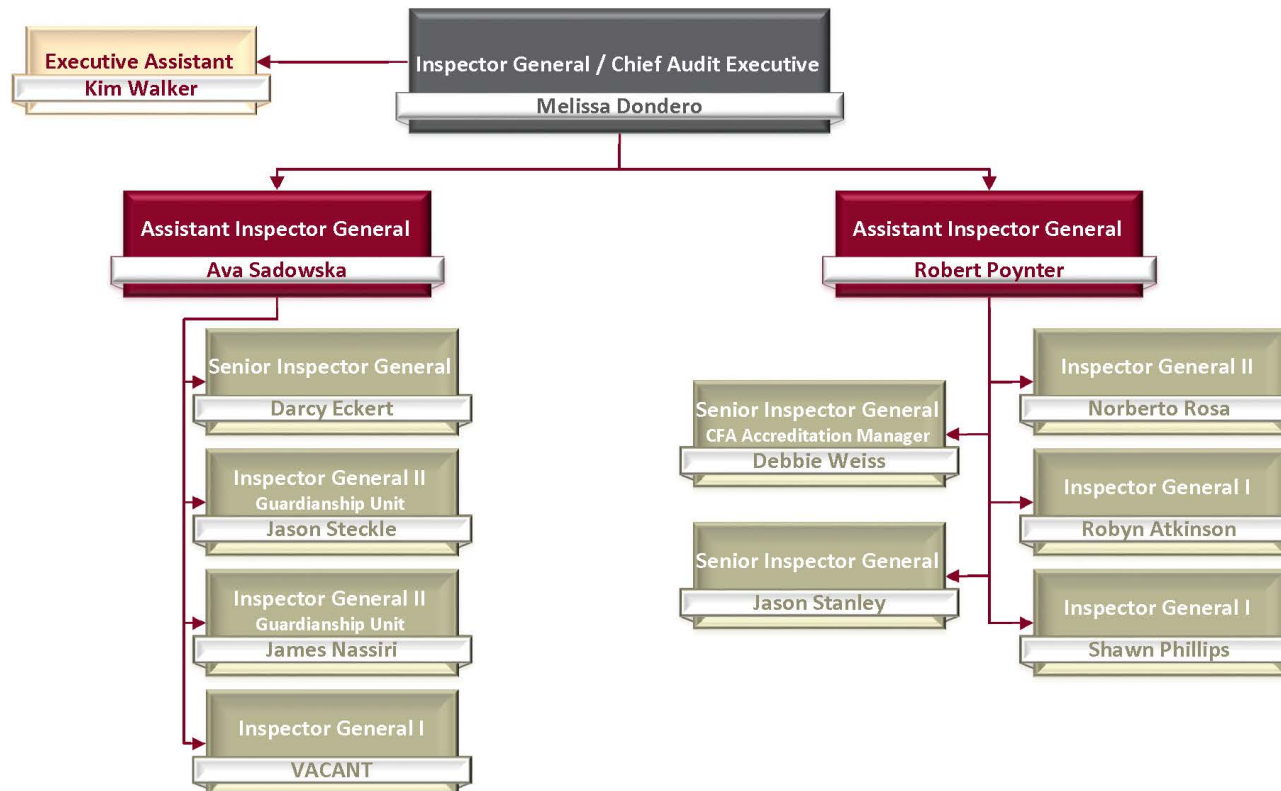 Executive Assistant
Kim Walker
Inspector General / Chief Audit Executive
Melissa Dondero
Assistant Inspector General
Ava Sadowska
Assistant Inspector General
Robert Poynter
Senior Inspector General
Darcy Eckert
Inspector General II
Guardianship Unit
Jason Steckle
Inspector General II
Guardianship Unit
James Nassiri
Inspector General I
VACANT
Senior Inspector General
CFA Accreditation Manager
Debbie Weiss
Senior Inspector General
Jason Stanley
Inspector General II
Norberto Rosa
Inspector General I
Robyn Atkinson
Inspector General I
Shawn Phillips